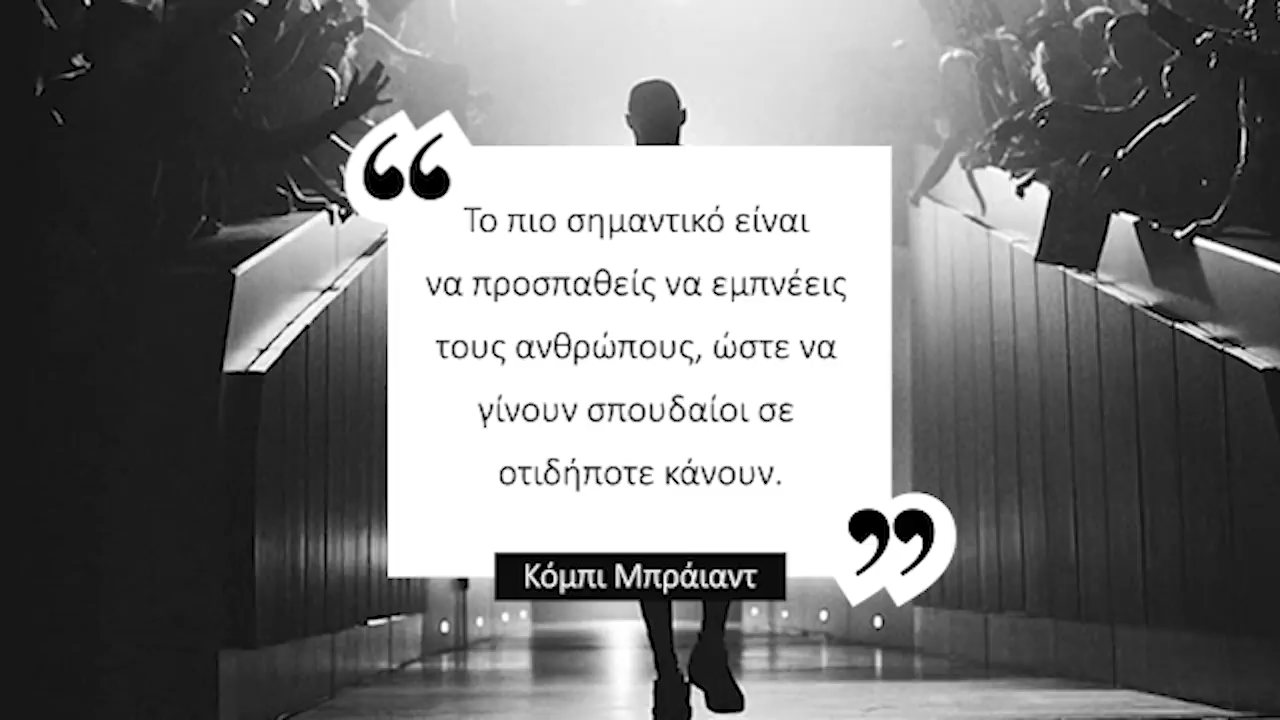 “
Το πιο σημαντικό είναι
να προσπαθείς να εμπνέεις
τους ανθρώπους, ώστε να
γίνουν σπουδαίοι σε
οτιδήποτε κάνουν.
”
Κόμπι Μπράιαντ